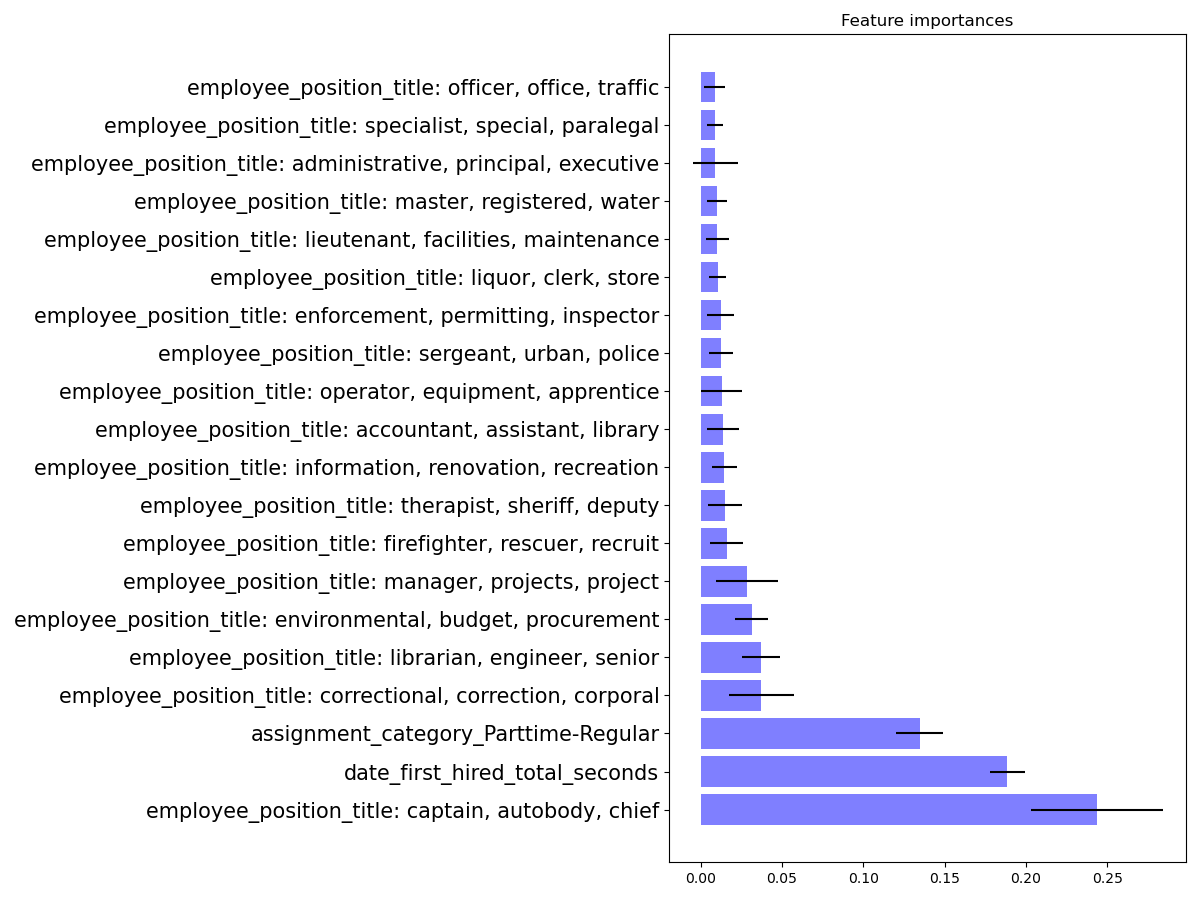 Feature importances
employee_position_title: officer, office, traffic
employee_position_title: specialist, special, paralegal
employee_position_title: administrative, principal, executive
employee_position_title: master, registered, water
employee_position_title: lieutenant, facilities, maintenance
employee_position_title: liquor, clerk, store
employee_position_title: enforcement, permitting, inspector
employee_position_title: sergeant, urban, police
employee_position_title: operator, equipment, apprentice
employee_position_title: accountant, assistant, library
employee_position_title: information, renovation, recreation
employee_position_title: therapist, sheriff, deputy
employee_position_title: firefighter, rescuer, recruit
employee_position_title: manager, projects, project
employee_position_title: environmental, budget, procurement
employee_position_title: librarian, engineer, senior
employee_position_title: correctional, correction, corporal
assignment_category_Parttime-Regular
date_first_hired_total_seconds
employee_position_title: captain, autobody, chief
0.00 0.05 0.10 0.15 0.20 0.25